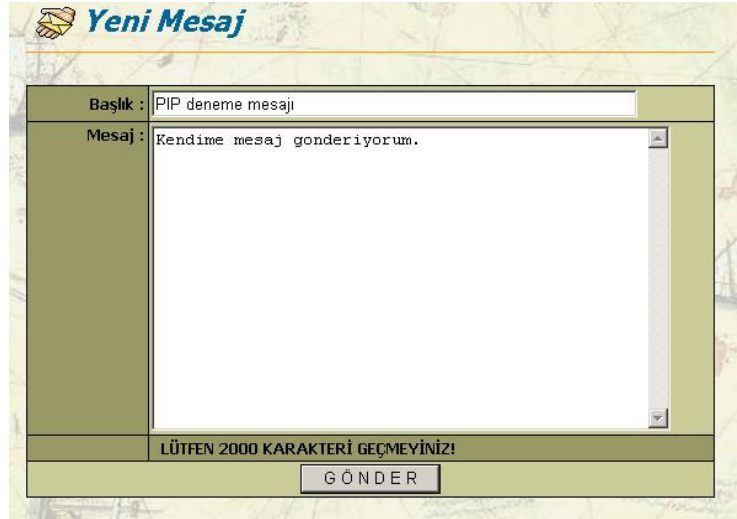 Yeni Mesaj
Başlık : PIP deneme mesajı
Mesaj : Kendime mesaj gonderiyorum.
LÜTFEN 2000 KARAKTERİ GEÇMEYİNİZ!
GÖNDER